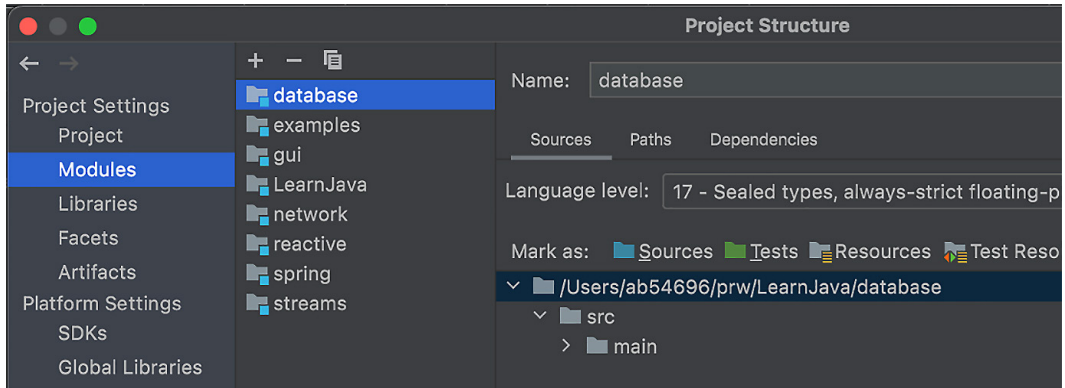 Project Structure
Project Settings
Project
Modules
Libraries
Facets
Artifacts
Platform Settings
SDKs
Global Libraries
database
examples
gui
LearnJava
network
reactive
spring
streams
Name: database
Sources Paths Dependencies
Language level: 17 - Sealed types, always-strict floating-p
Mark as: Sources Tests Resources Test Reso
/Users/ab54696/prw/LearnJava/database
src
main